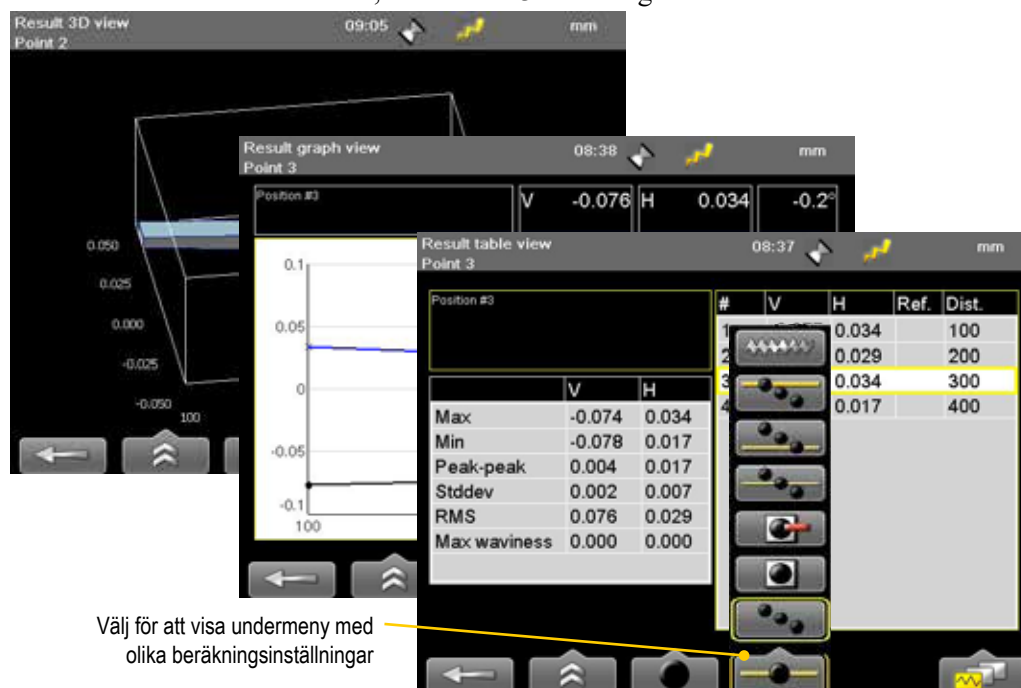 Result 3D view
09:05
mm
Point 2
0.050
0.025
0.000
-0.025
-0.050
100
Result graph view
08:38
mm
Point 3
Position #3
V -0.076 H 0.034 -0.2°
0.1
0.05
0
-0.05
-0.1
100
Result table view
08:37
mm
Point 3
Position #3
V H
Max -0.074 0.034
Min -0.078 0.017
Peak-peak 0.004 0.017
Stddev 0.002 0.007
RMS 0.076 0.029
Max waviness 0.000 0.000
# V H Ref. Dist.
1 0.034 100
2 0.029 200
3 0.034 300
4 0.017 400
Välj för att visa undermeny med
olika beräkningsinställningar